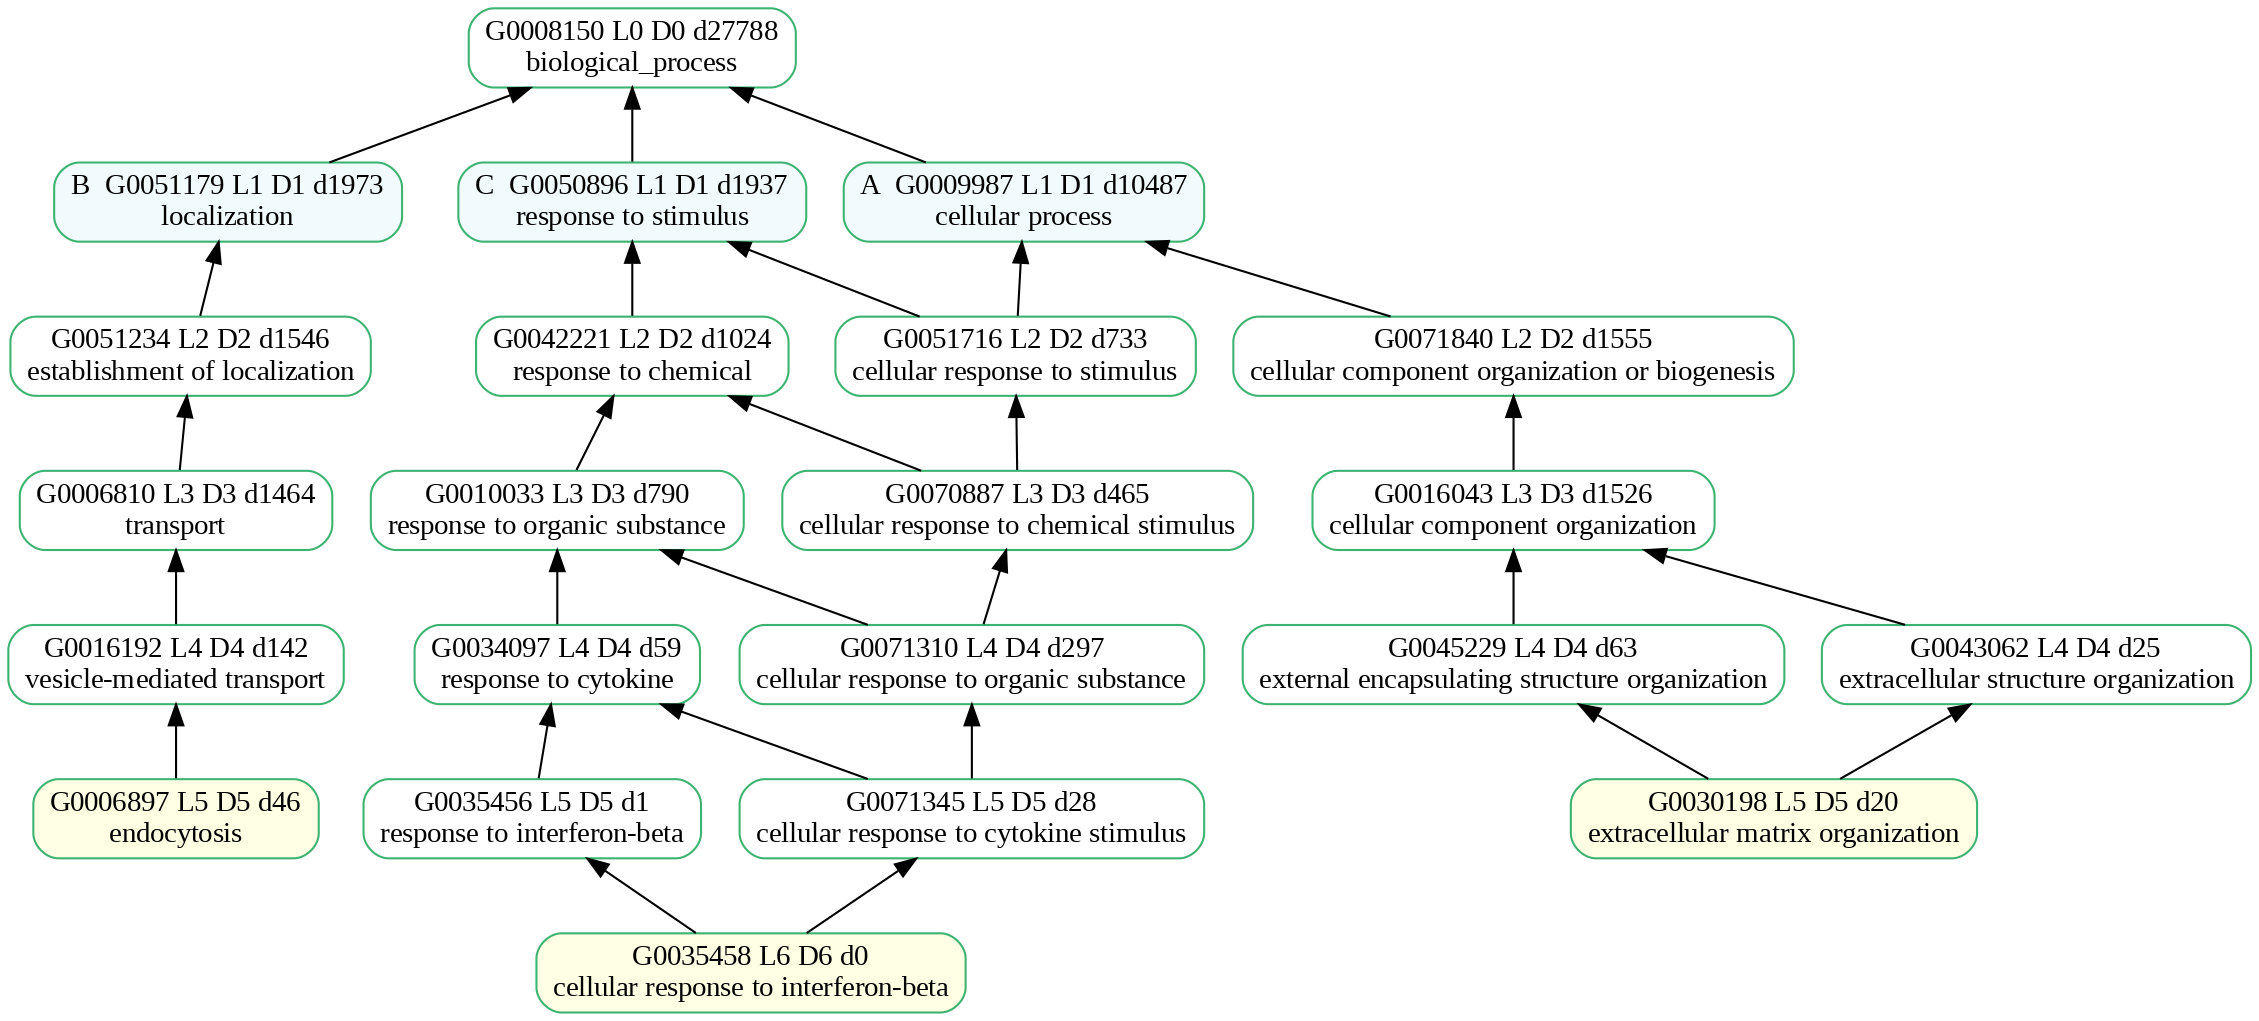 G0008150 L0 D0 d27788
biological_process
B  G0051179 L1 D1 d1973
localization
C  G0050896 L1 D1 d1937
response to stimulus
A  G0009987 L1 D1 d10487
cellular process
G0051234 L2 D2 d1546
establishment of localization
G0042221 L2 D2 d1024
response to chemical
G0051716 L2 D2 d733
cellular response to stimulus
G0071840 L2 D2 d1555
cellular component organization or biogenesis
G0006810 L3 D3 d1464
transport
G0010033 L3 D3 d790
response to organic substance
G0070887 L3 D3 d465
cellular response to chemical stimulus
G0016043 L3 D3 d1526
cellular component organization
G0016192 L4 D4 d142
vesicle-mediated transport
G0034097 L4 D4 d59
response to cytokine
G0071310 L4 D4 d297
cellular response to organic substance
G0045229 L4 D4 d63
external encapsulating structure organization
G0043062 L4 D4 d25
extracellular structure organization
G0006897 L5 D5 d46
endocytosis
G0035456 L5 D5 d1
response to interferon-beta
G0071345 L5 D5 d28
cellular response to cytokine stimulus
G0030198 L5 D5 d20
extracellular matrix organization
G0035458 L6 D6 d0
cellular response to interferon-beta